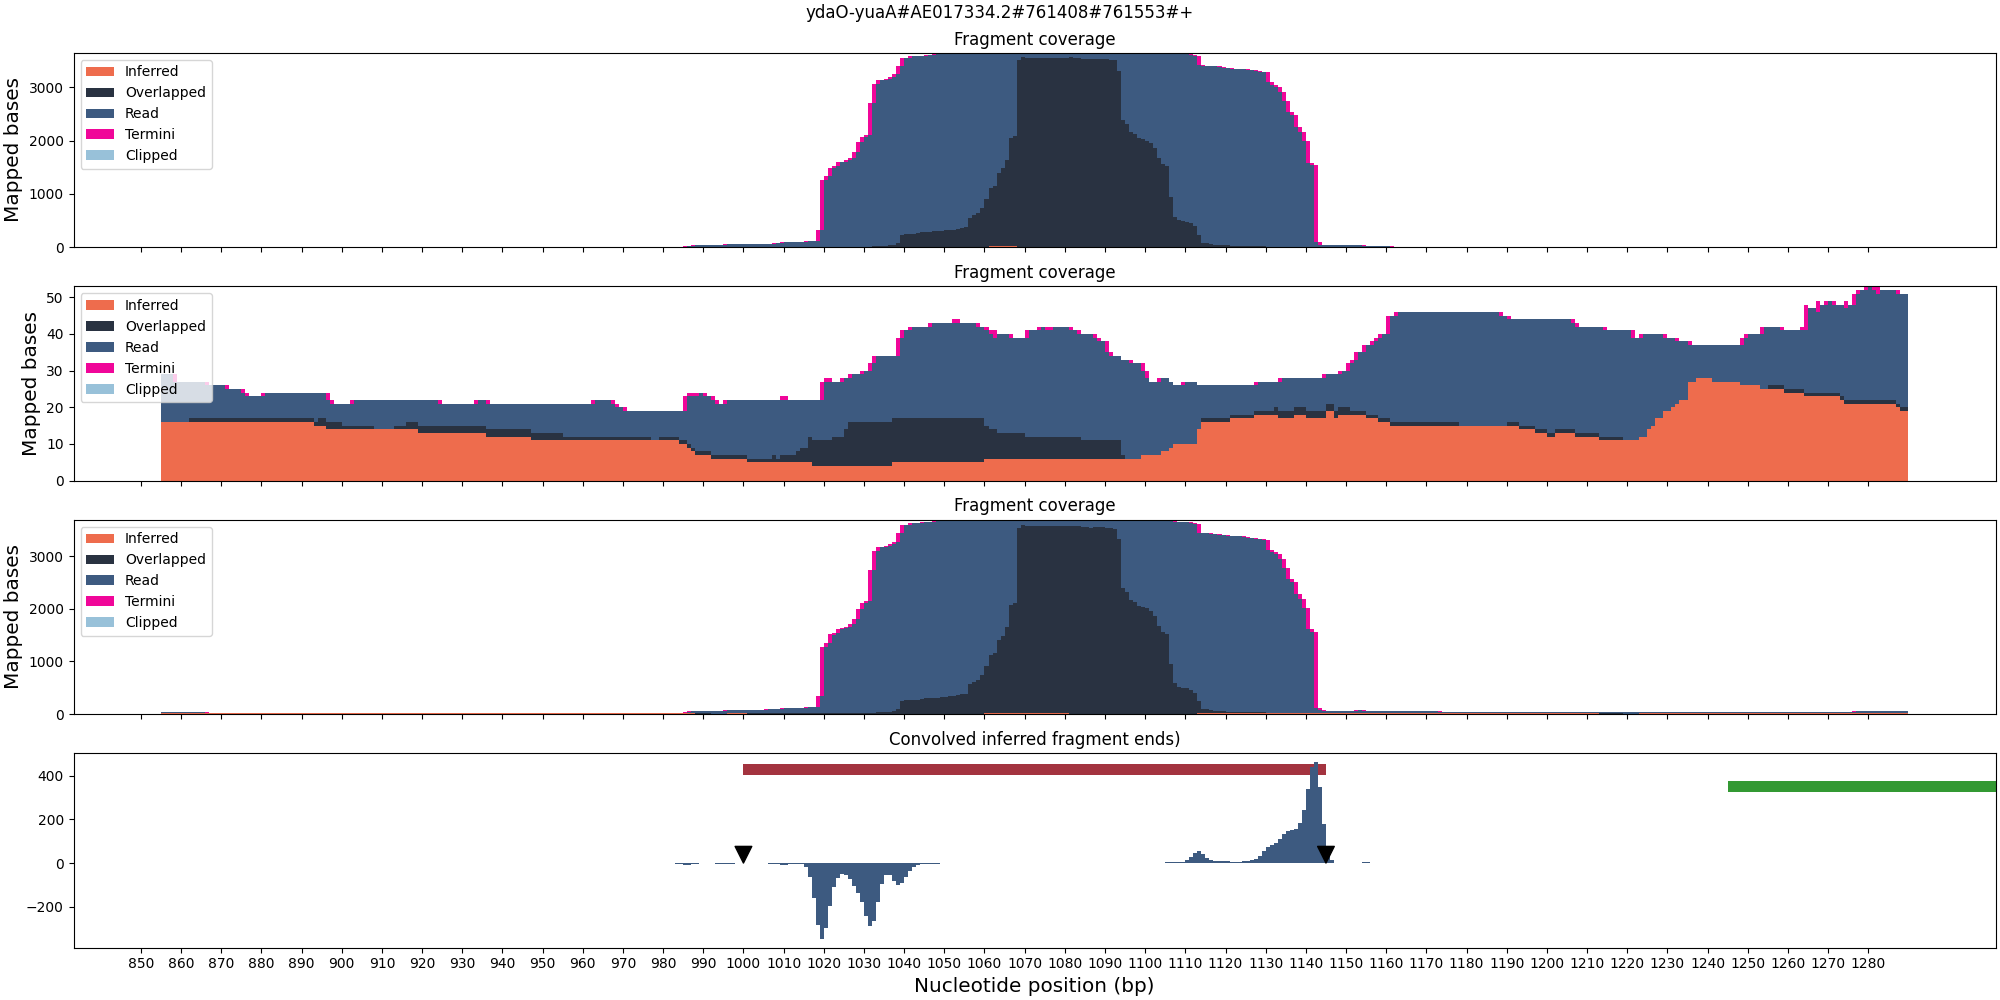 ydaO-yuaA#AE017334.2#761408#761553#+
Fragment coverage
Mapped bases
3000
2000
1000
0
Inferred
Overlapped
Read
Termini
Clipped
Fragment coverage
Mapped bases
50
40
30
20
10
0
Inferred
Overlapped
Read
Termini
Clipped
Fragment coverage
Mapped bases
3000
2000
1000
0
Inferred
Overlapped
Read
Termini
Clipped
Convolved inferred fragment ends)
400
200
0
−200
850 860 870 880 890 900 910 920 930 940 950 960 970 980 990 1000 1010 1020 1030 1040 1050 1060 1070 1080 1090 1100 1110 1120 1130 1140 1150 1160 1170 1180 1190 1200 1210 1220 1230 1240 1250 1260 1270 1280
Nucleotide position (bp)